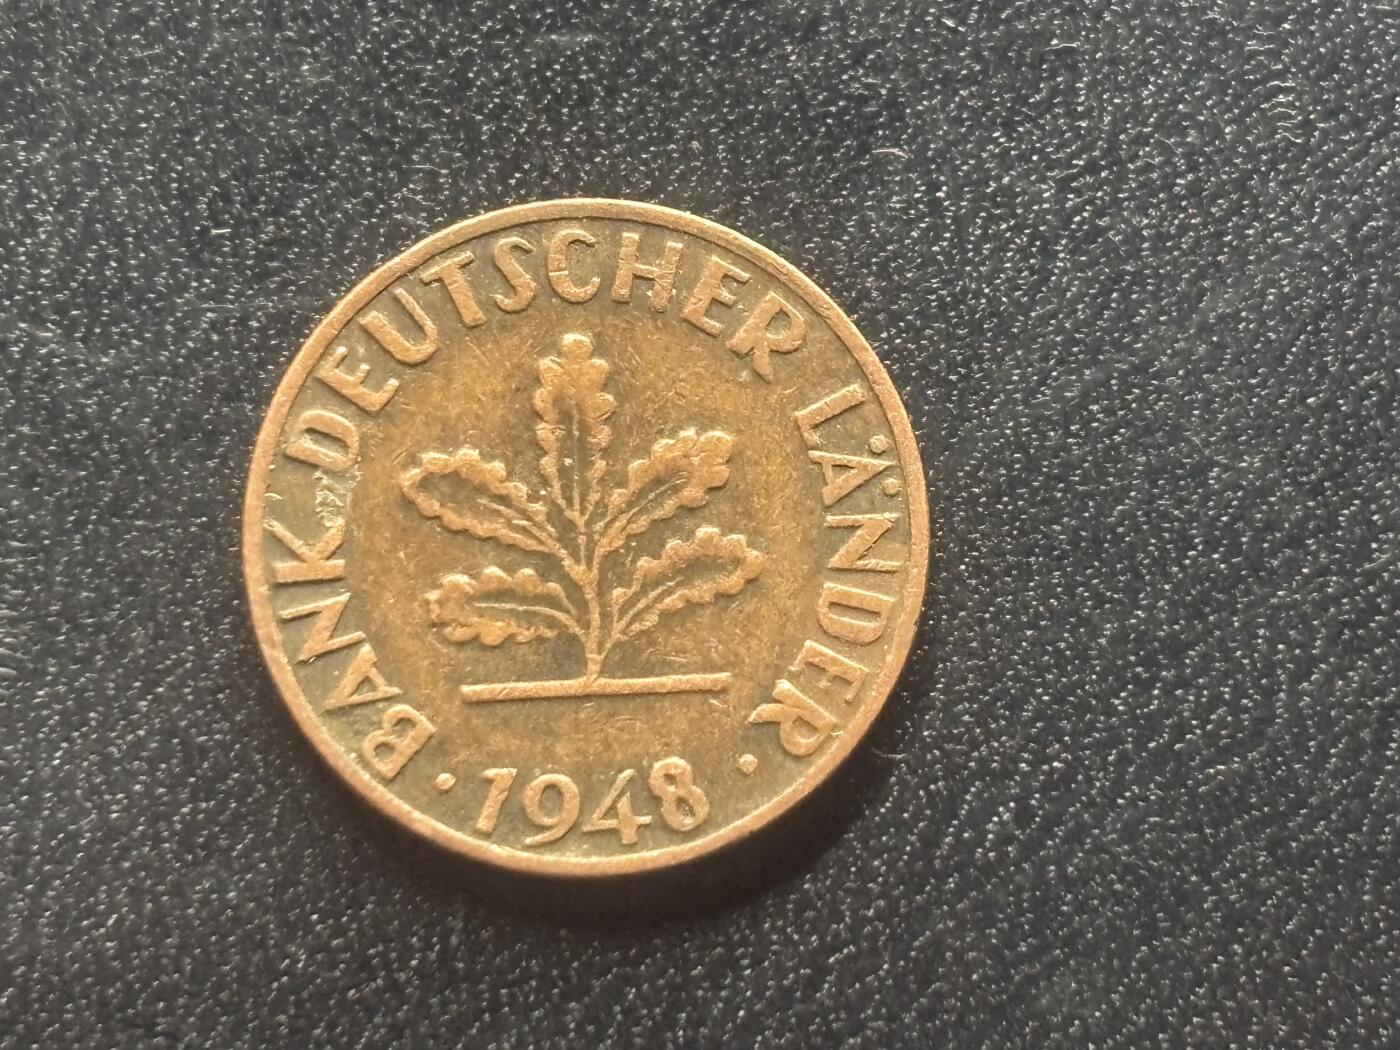 BANK DEUTSCHER LÄNDER
· 1948 ·